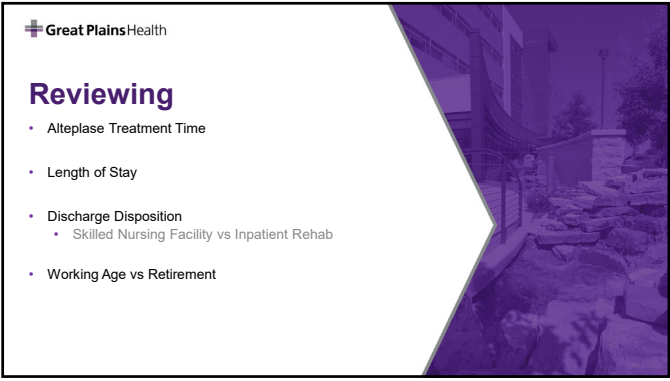 Great Plains Health
Reviewing
• Alteplase Treatment Time
• Length of Stay
• Discharge Disposition
• Skilled Nursing Facility vs Inpatient Rehab
• Working Age vs Retirement